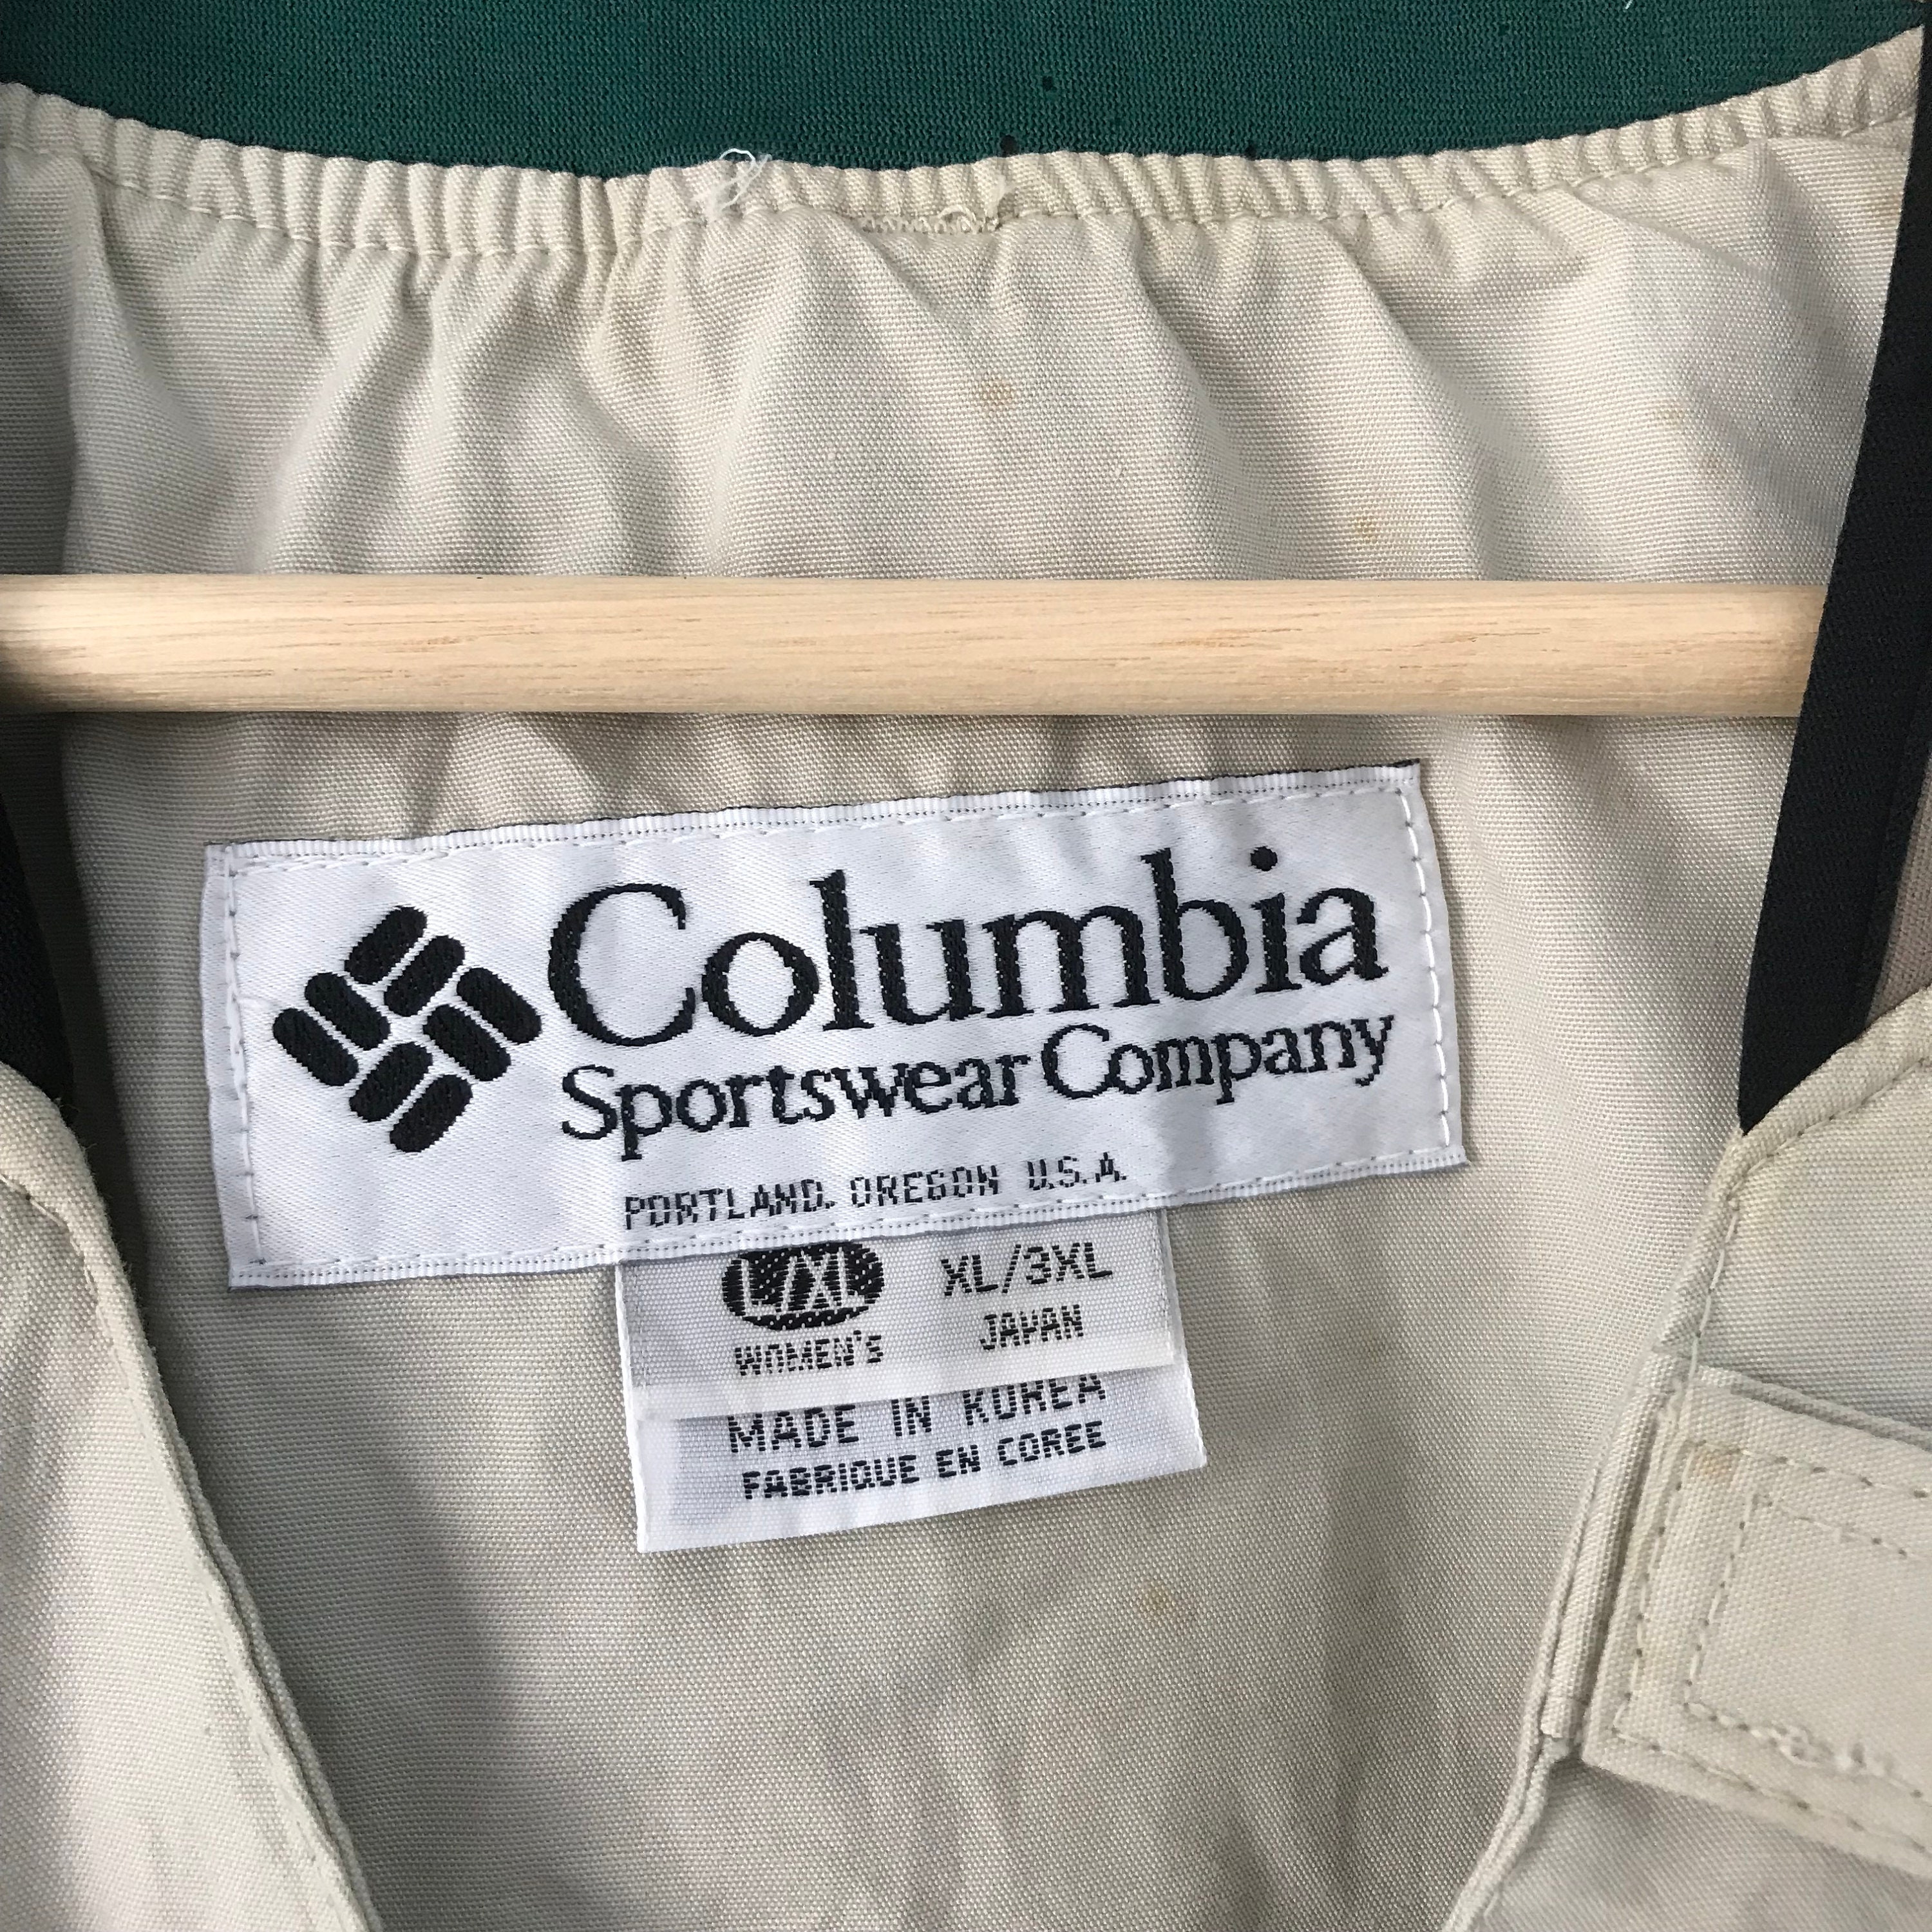 Columbia
Sportswear Company
PORTLAND, OREGON U.S.A.
L/XL XL/3XL
WOMEN'S JAPAN
MADE IN KOREA
FABRIQUE EN COREE